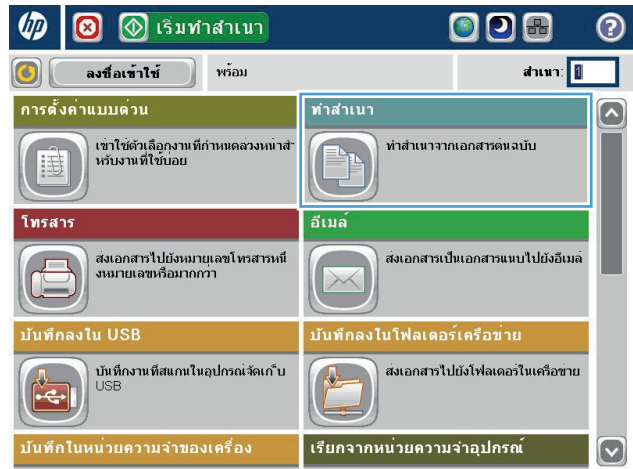 hp
เริ่มทำสำเนา
ลงชื่อเข้าใช้
พร้อม
สำเนา: 1
การตั้งค่าแบบด่วน
เข้าใช้ตัวเลือกงานที่กำหนดล่วงหน้าสำ
หรับงานที่ใช้บ่อย
ทำสำเนา
ทำสำเนาจากเอกสารต้นฉบับ
โทรสาร
ส่งเอกสารไปยังหมายเลขโทรสารหนึ่
งหมายเลขหรือมากกว่า
อีเมล์
ส่งเอกสารเป็นเอกสารแนบไปยังอีเมล์
บันทึกลงใน USB
บันทึกงานที่สแกนในอุปกรณ์จัดเก็บ
USB
บันทึกลงในโฟลเดอร์เครือข่าย
ส่งเอกสารไปยังโฟลเดอร์ในเครือข่าย
บันทึกในหน่วยความจำของเครื่อง
เรียกจากหน่วยความจำอุปกรณ์